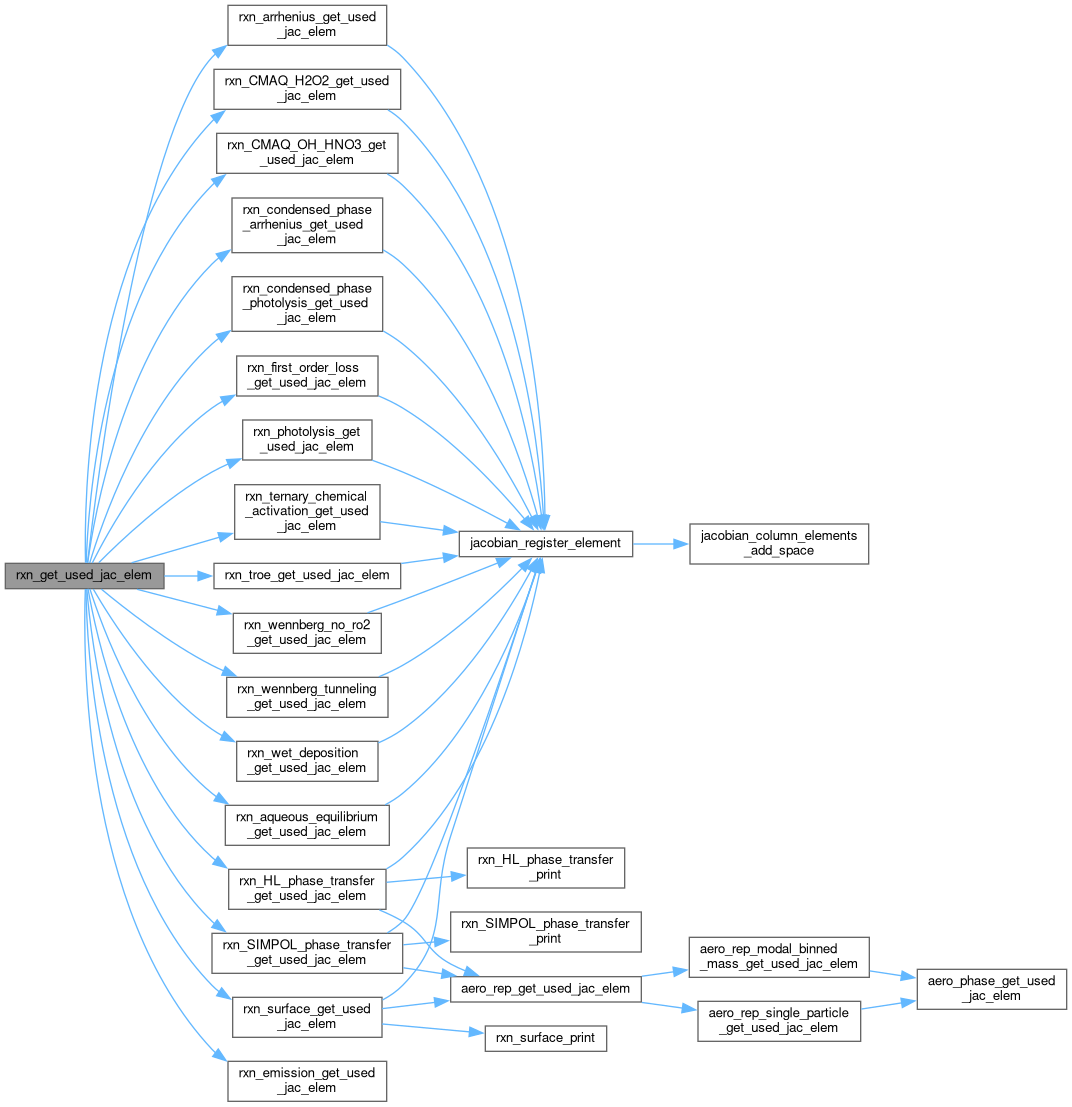 rxn_get_used_jac_elem
rxn_arrhenius_get_used
_jac_elem
rxn_CMAQ_H2O2_get_used
_jac_elem
rxn_CMAQ_OH_HNO3_get
_used_jac_elem
rxn_condensed_phase
_arrhenius_get_used
_jac_elem
rxn_condensed_phase
_photolysis_get_used
_jac_elem
rxn_first_order_loss
_get_used_jac_elem
rxn_photolysis_get
_used_jac_elem
rxn_ternary_chemical
_activation_get_used
_jac_elem
rxn_troe_get_used_jac_elem
rxn_wennberg_no_ro2
_get_used_jac_elem
rxn_wennberg_tunneling
_get_used_jac_elem
rxn_wet_deposition
_get_used_jac_elem
rxn_aqueous_equilibrium
_get_used_jac_elem
rxn_HL_phase_transfer
_get_used_jac_elem
rxn_SIMPOL_phase_transfer
_get_used_jac_elem
rxn_surface_get_used
_jac_elem
rxn_emission_get_used
_jac_elem
jacobian_register_element
rxn_HL_phase_transfer
_print
rxn_SIMPOL_phase_transfer
_print
aero_rep_get_used_jac_elem
rxn_surface_print
jacobian_column_elements
_add_space
aero_rep_modal_binned
_mass_get_used_jac_elem
aero_rep_single_particle
_get_used_jac_elem
aero_phase_get_used
_jac_elem